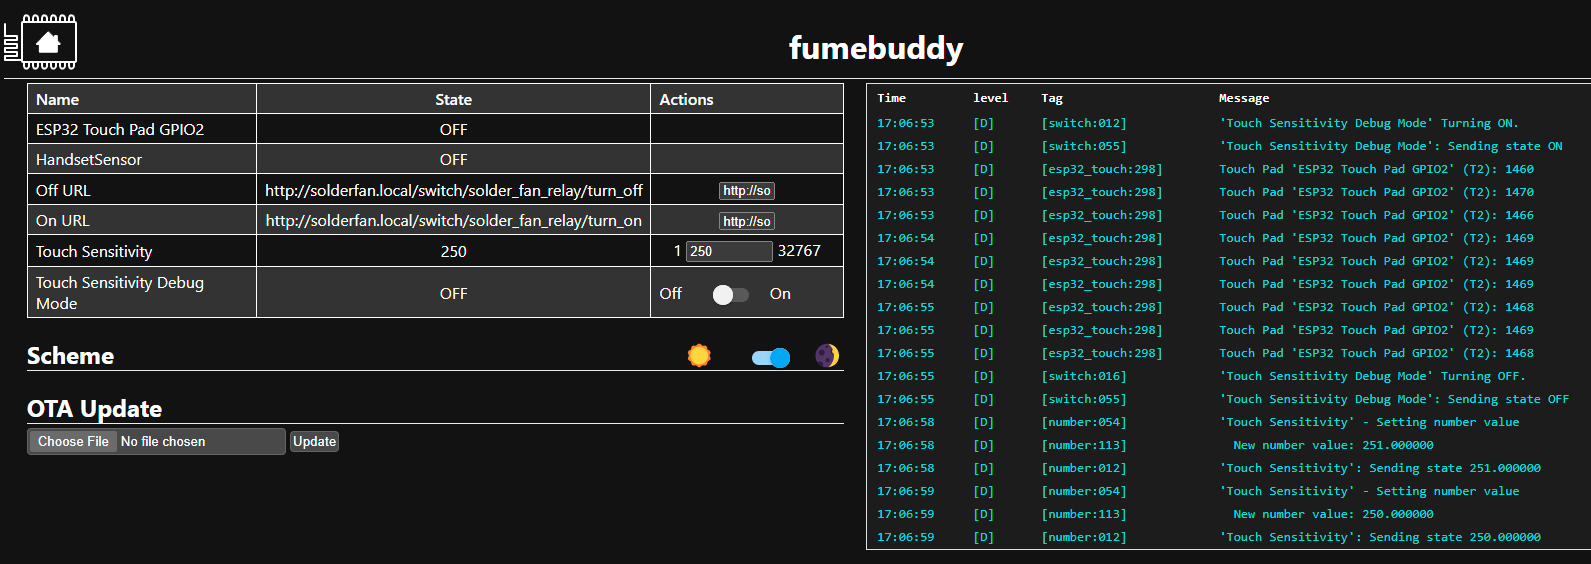 fumebuddy
Name State Actions
ESP32 Touch Pad GPIO2 OFF
HandsetSensor OFF
Off URL http://solderfan.local/switch/solder_fan_relay/turn_off http://so
On URL http://solderfan.local/switch/solder_fan_relay/turn_on http://so
Touch Sensitivity 250 1 250 32767
Touch Sensitivity Debug
Mode OFF Off On
Scheme
OTA Update
Choose File No file chosen Update
Time level Tag Message
17:06:53 [D] [switch:012] 'Touch Sensitivity Debug Mode' Turning ON.
17:06:53 [D] [switch:055] 'Touch Sensitivity Debug Mode': Sending state ON
17:06:53 [D] [esp32_touch:298] Touch Pad 'ESP32 Touch Pad GPIO2' (T2): 1460
17:06:53 [D] [esp32_touch:298] Touch Pad 'ESP32 Touch Pad GPIO2' (T2): 1470
17:06:53 [D] [esp32_touch:298] Touch Pad 'ESP32 Touch Pad GPIO2' (T2): 1466
17:06:54 [D] [esp32_touch:298] Touch Pad 'ESP32 Touch Pad GPIO2' (T2): 1469
17:06:54 [D] [esp32_touch:298] Touch Pad 'ESP32 Touch Pad GPIO2' (T2): 1469
17:06:54 [D] [esp32_touch:298] Touch Pad 'ESP32 Touch Pad GPIO2' (T2): 1469
17:06:55 [D] [esp32_touch:298] Touch Pad 'ESP32 Touch Pad GPIO2' (T2): 1468
17:06:55 [D] [esp32_touch:298] Touch Pad 'ESP32 Touch Pad GPIO2' (T2): 1469
17:06:55 [D] [esp32_touch:298] Touch Pad 'ESP32 Touch Pad GPIO2' (T2): 1468
17:06:55 [D] [switch:016] 'Touch Sensitivity Debug Mode' Turning OFF.
17:06:55 [D] [switch:055] 'Touch Sensitivity Debug Mode': Sending state OFF
17:06:58 [D] [number:054] 'Touch Sensitivity' - Setting number value
17:06:58 [D] [number:113] New number value: 251.000000
17:06:58 [D] [number:012] 'Touch Sensitivity': Sending state 251.000000
17:06:59 [D] [number:054] 'Touch Sensitivity' - Setting number value
17:06:59 [D] [number:113] New number value: 250.000000
17:06:59 [D] [number:012] 'Touch Sensitivity': Sending state 250.000000